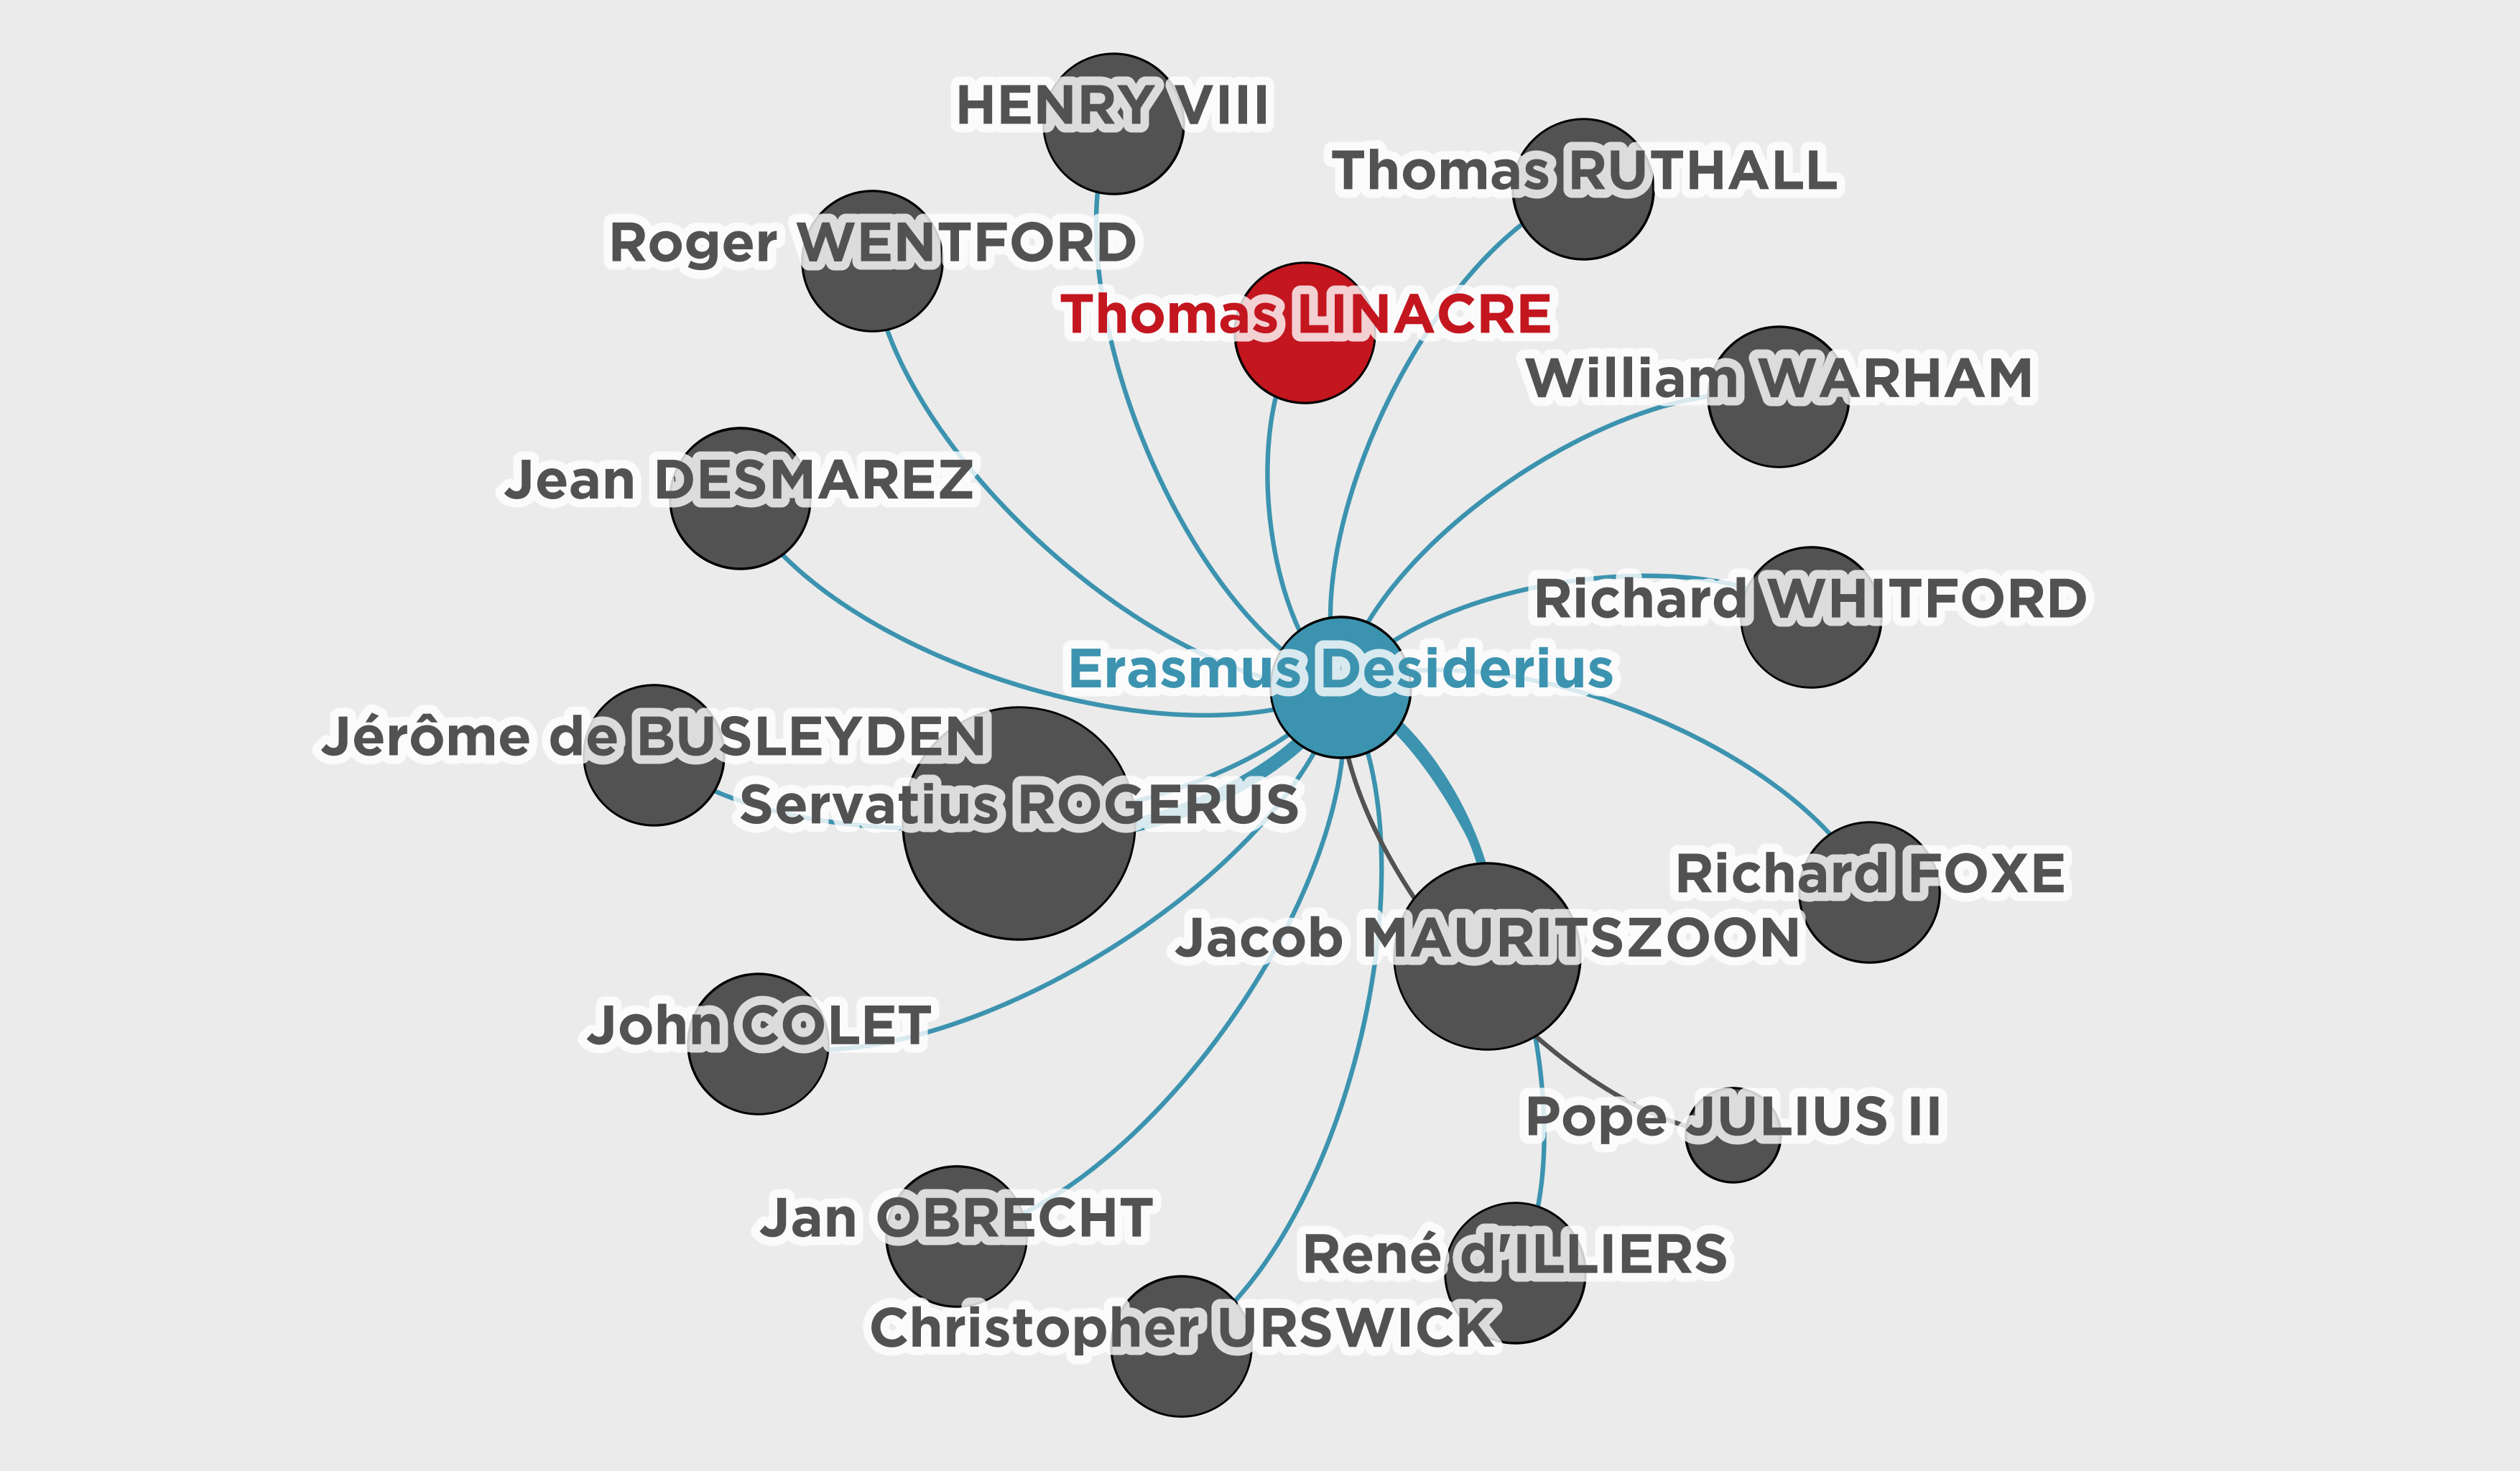 HENRY VIII
Thomas RUTHALL
Roger WENTFORD
Thomas LINACRE
William WARHAM
Jean DESMAREZ
Richard WHITFORD
Erasmus Desiderius
Jérôme de BUSLEYDEN
Servatius ROGERUS
Richard FOXE
Jacob MAURITSZOON
John COLET
Pope JULIUS II
Jan OBRECHT
René d'ILLIERS
Christopher URSWICK